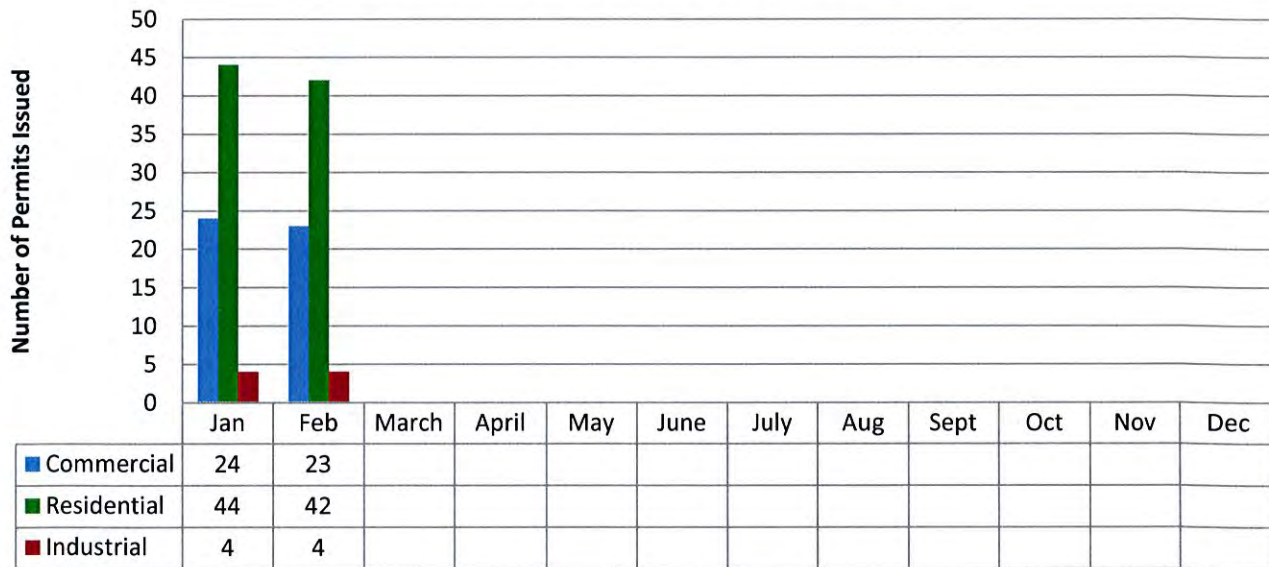 Number of Permits Issued
50
45
40
35
30
25
20
15
10
5
0
Jan Feb March April May June July Aug Sept Oct Nov Dec
Commercial 24 23
Residential 44 42
Industrial 4 4